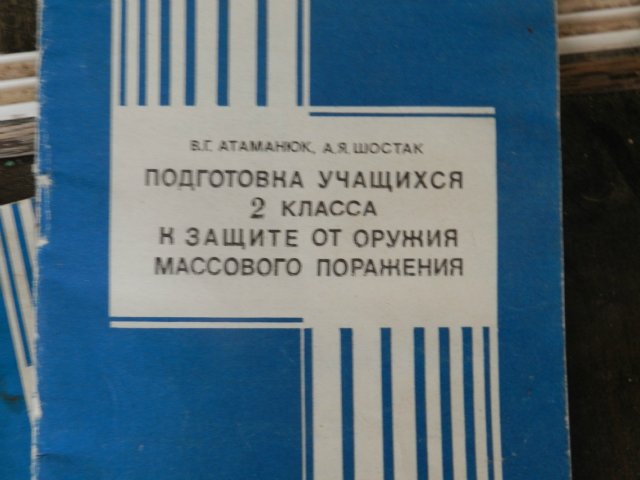 В.Г. АТАМАНЮК, А.Я. ШОСТАК
ПОДГОТОВКА УЧАЩИХСЯ
2 КЛАССА
К ЗАЩИТЕ ОТ ОРУЖИЯ
МАССОВОГО ПОРАЖЕНИЯ